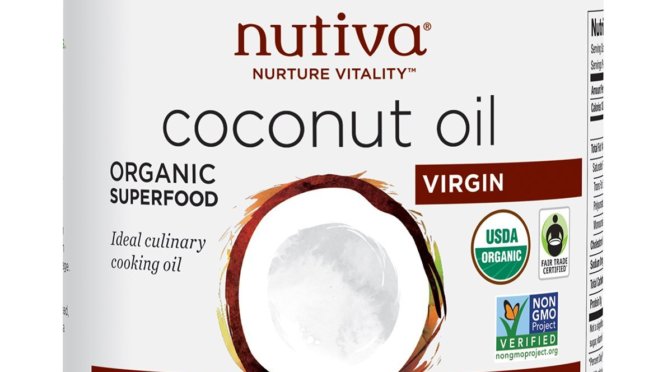 nutiva®
NURTURE VITALITY™
coconut oil
ORGANIC
SUPERFOOD
VIRGIN
Ideal culinary
cooking oil
USDA
ORGANIC
FAIR TRADE
CERTIFIED
NON
GMO
Project
VERIFIED
nongmoproject.org